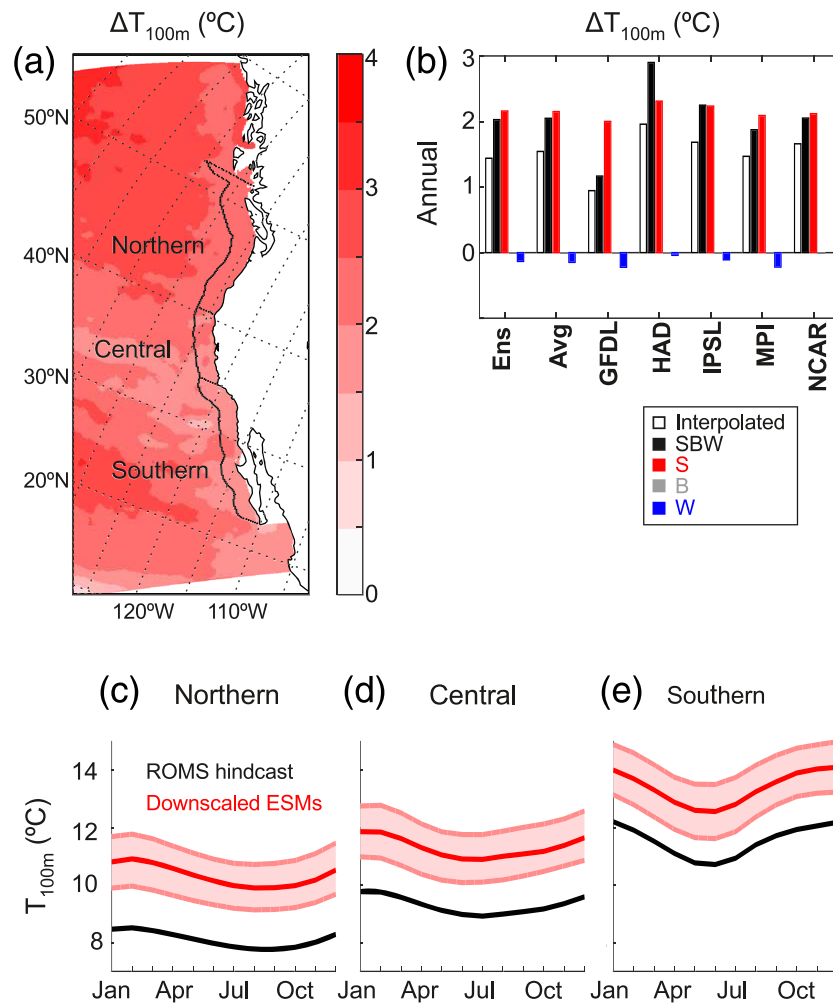 ΔT100m (ºC)
(a)
50ºN
40ºN
30ºN
20ºN
Northern
Central
Southern
120ºW 110ºW
4
3
2
1
0
ΔT100m (ºC)
(b)
Annual
3
2
1
0
Ens
Avg
GFDL
HAD
IPSL
MPI
NCAR
Interpolated
SBW
S
B
W
(c) Northern
ROMS hindcast
Downscaled ESMs
T100m (ºC)
14
12
10
8
Jan Apr Jul Oct
(d) Central
Jan Apr Jul Oct
(e) Southern
Jan Apr Jul Oct